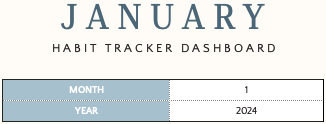 JANUARY
HABIT TRACKER DASHBOARD
MONTH 1
YEAR 2024